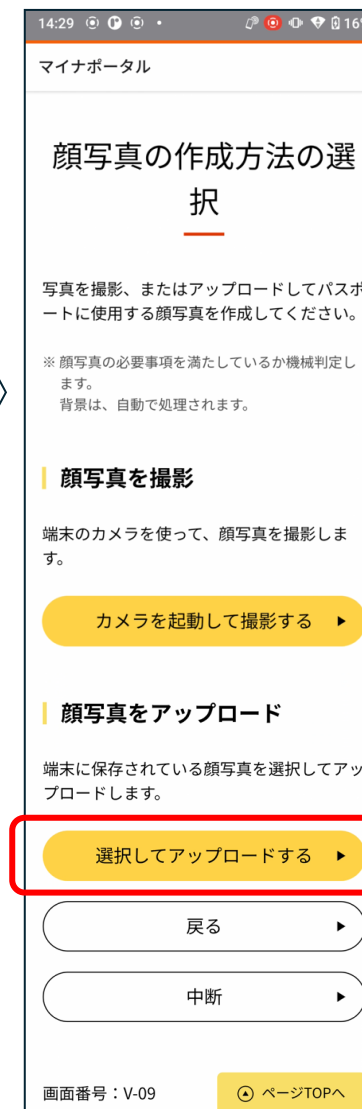 14:29
16
マイナポータル
顔写真の作成方法の選
択
写真を撮影、またはアップロードしてパスポ
ートに使用する顔写真を作成してください。
※ 顔写真の必要事項を満たしているか機械判定し
ます。
背景は、自動で処理されます。
顔写真を撮影
端末のカメラを使って、顔写真を撮影しま
す。
カメラを起動して撮影する
顔写真をアップロード
端末に保存されている顔写真を選択してアッ
プロードします。
選択してアップロードする
戻る
中断
画面番号：V-09
ページTOPへ